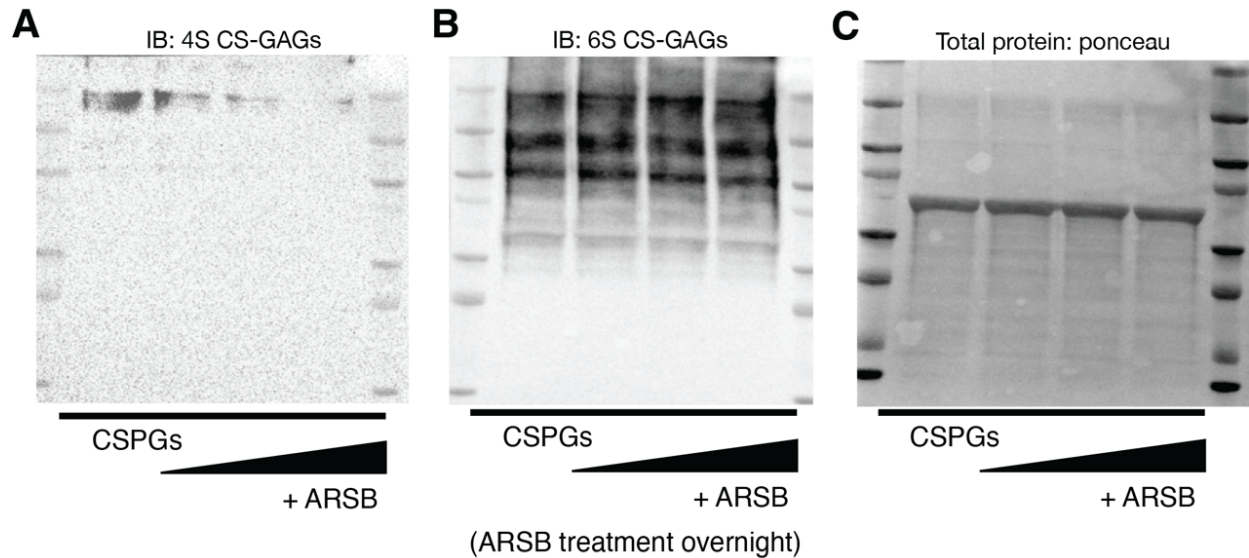 A
IB: 4S CS-GAGs
CSPGs
+ ARSB
B
IB: 6S CS-GAGs
CSPGs
+ ARSB
(ARSB treatment overnight)
C
Total protein: ponceau
CSPGs
+ ARSB